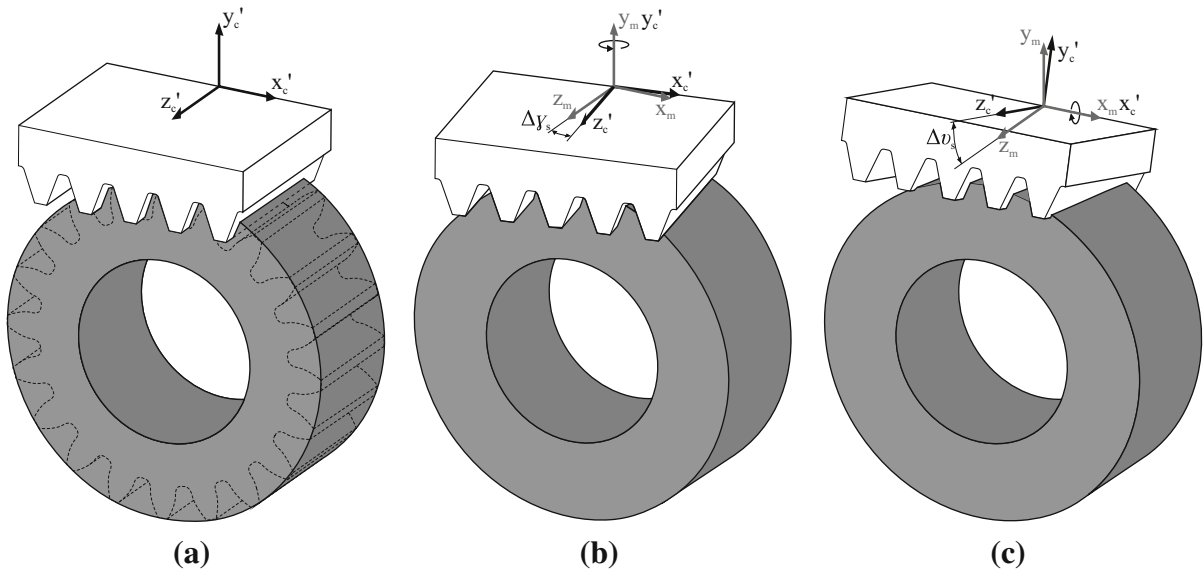 y_c'
x_c'
z_c'
(a)
y_m y_c'
x_c'
x_m
z_m
z_c'
Δγ_s
(b)
y_m
y_c'
z_c'
x_m x_c'
z_m
Δυ_s
(c)